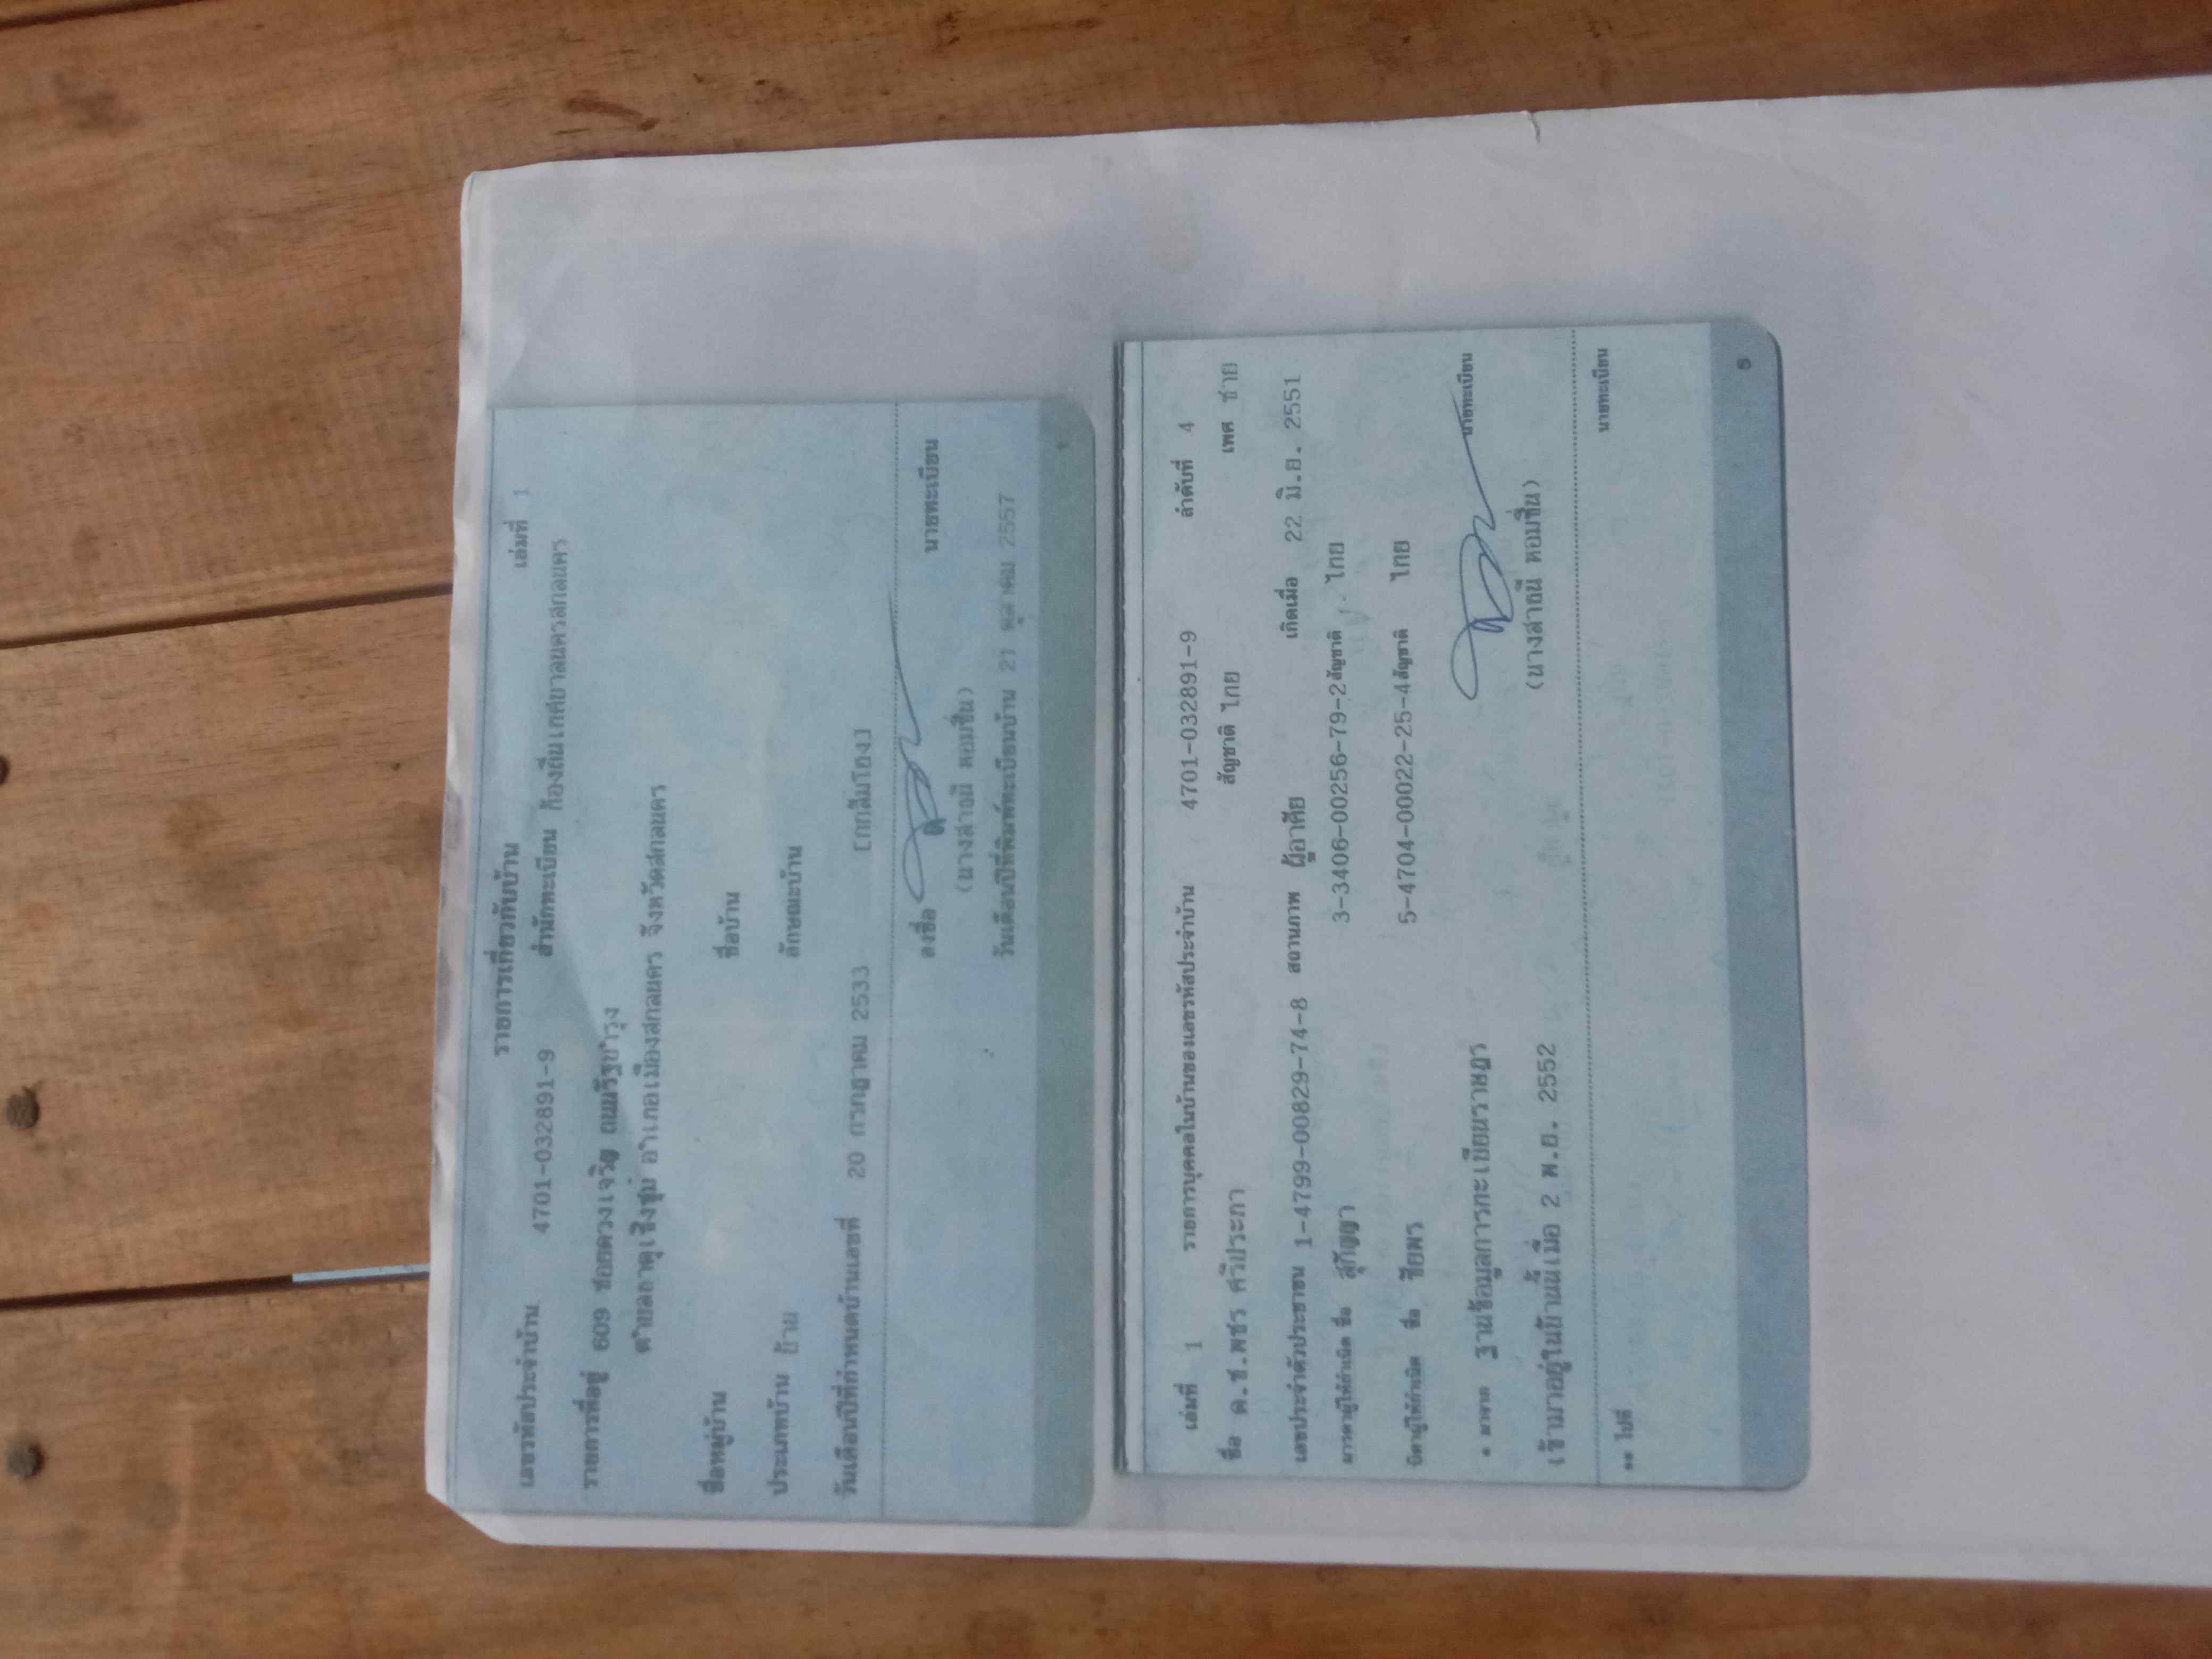 รายการเกี่ยวกับบ้าน เล่มที่ 1
เลขรหัสประจำบ้าน 4701-032891-9 สำนักทะเบียน ท้องถิ่นเทศบาลนครสกลนคร
รายการที่อยู่ 609 ซอยดวงเจริญ ถนนรัฐบำรุง
ตำบลธาตุเชิงชุม อำเภอเมืองสกลนคร จังหวัดสกลนคร
ชื่อหมู่บ้าน ชื่อบ้าน
ประเภทบ้าน บ้าน ลักษณะบ้าน
วันเดือนปีที่กำหนดบ้านเลขที่ 20 กรกฎาคม 2533
ลงชื่อ นายทะเบียน
(นางสาธนี หอมชื่น)
วันเดือนปีที่พิมพ์ทะเบียนบ้าน 21 ตุลาคม 2557
1
เล่มที่ 1 รายการบุคคลในบ้านของเลขรหัสประจำบ้าน 4701-032891-9 ลำดับที่ 4
ชื่อ ด.ช.พชร ศรีประทา สัญชาติ ไทย เพศ ชาย
เลขประจำตัวประชาชน 1-4799-00829-74-8 สถานภาพ ผู้อาศัย เกิดเมื่อ 22 มิ.ย. 2551
มารดาผู้ให้กำเนิด ชื่อ สุกัญญา 3-3406-00256-79-2 สัญชาติ ไทย
บิดาผู้ให้กำเนิด ชื่อ ชัยพร 5-4704-00022-25-4 สัญชาติ ไทย
* มาจาก ฐานข้อมูลการทะเบียนราษฎร
นายทะเบียน
เข้ามาอยู่ในบ้านนี้เมื่อ 2 พ.ย. 2552 (นางสาธนี หอมชื่น)
** ไปที่
นายทะเบียน
5